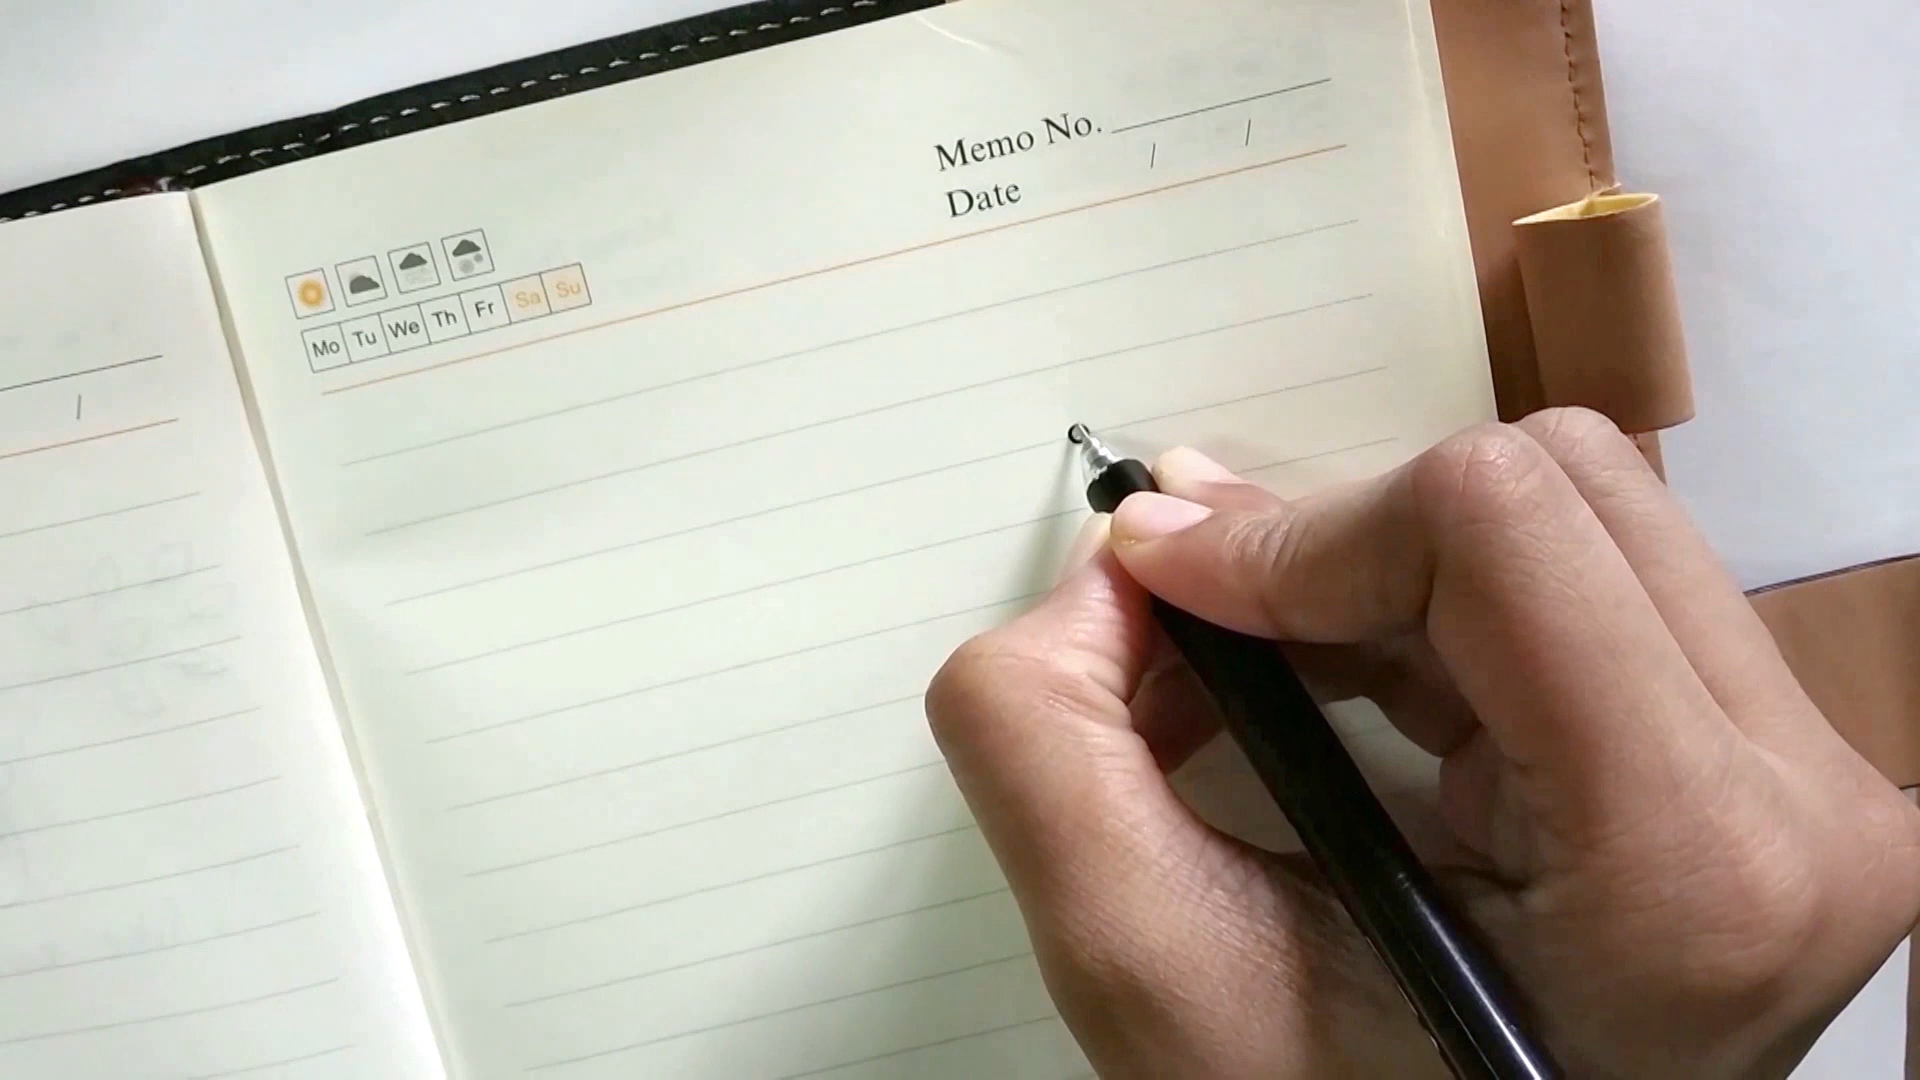 Memo No.
/ /
Date
Mo Tu We Th Fr Sa Su
/